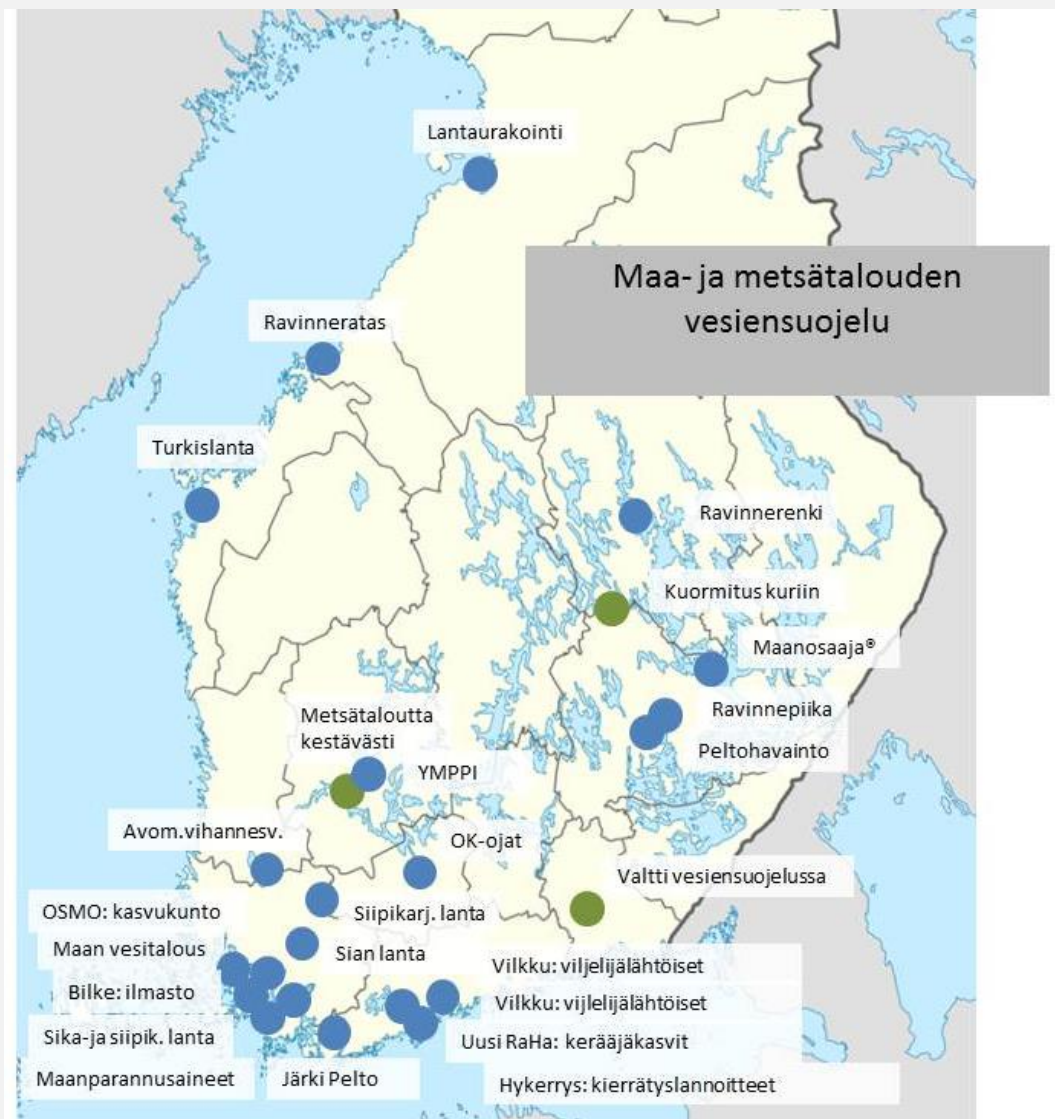 Lantaurakointi
Maa- ja metsätalouden
vesiensuojelu
Ravinneratas
Turkislanta
Ravinnerenki
Kuormitus kuriin
Maanosaaja®
Metsätaloutta
kestävästi
Ravinnepiika
YMPPI
Peltohavainto
Avom.vihannesv.
OK-ojat
Valtti vesiensuojelussa
OSMO: kasvukunto
Siipikarj. lanta
Maan vesitalous
Sian lanta
Vilkku: viljelijälähtöiset
Bilke: ilmasto
Vilkku: vijlelijälähtöiset
Sika-ja siipik. lanta
Uusi RaHa: kerääjäkasvit
Maanparannusaineet
Järki Pelto
Hykerrys: kierrätyslannoitteet